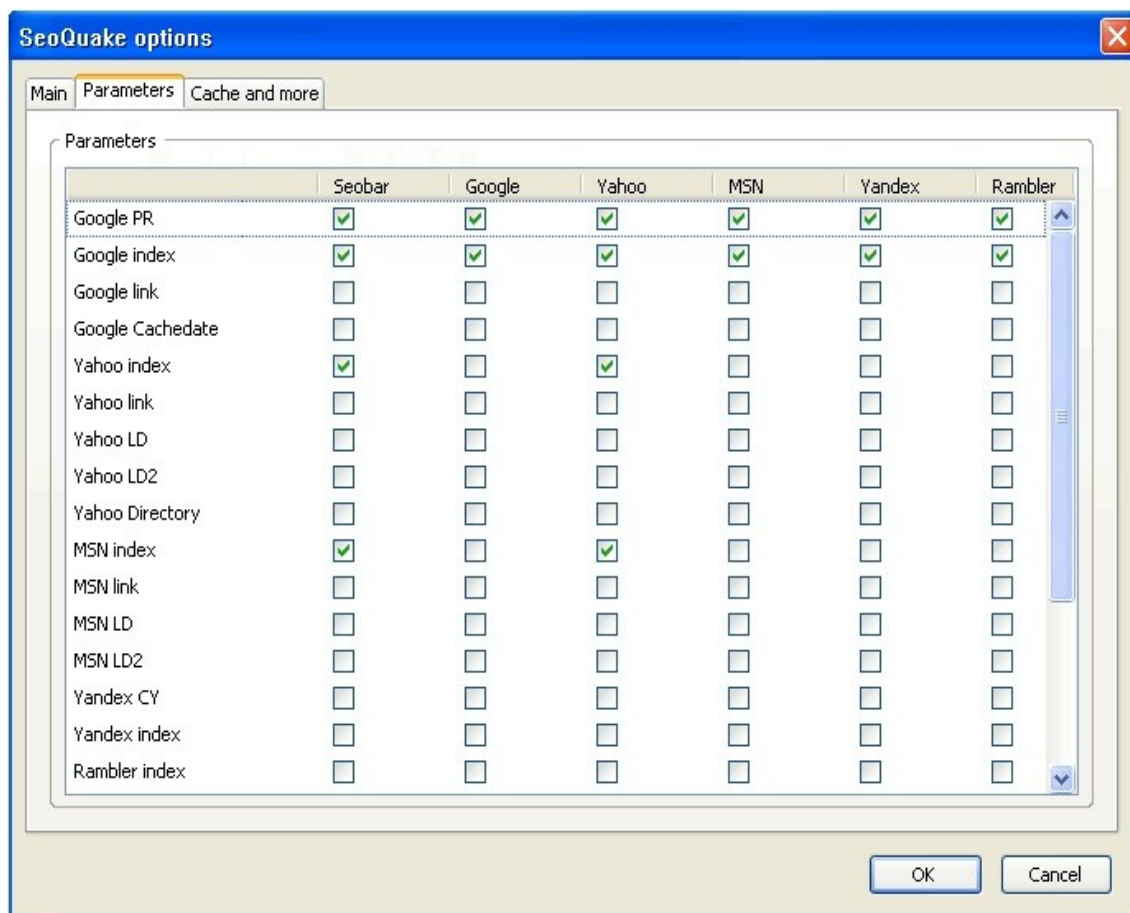 SeoQuake options
Main Parameters Cache and more
Parameters
Seobar Google Yahoo MSN Yandex Rambler
Google PR
Google index
Google link
Google Cachedate
Yahoo index
Yahoo link
Yahoo LD
Yahoo LD2
Yahoo Directory
MSN index
MSN link
MSN LD
MSN LD2
Yandex CY
Yandex index
Rambler index
OK Cancel